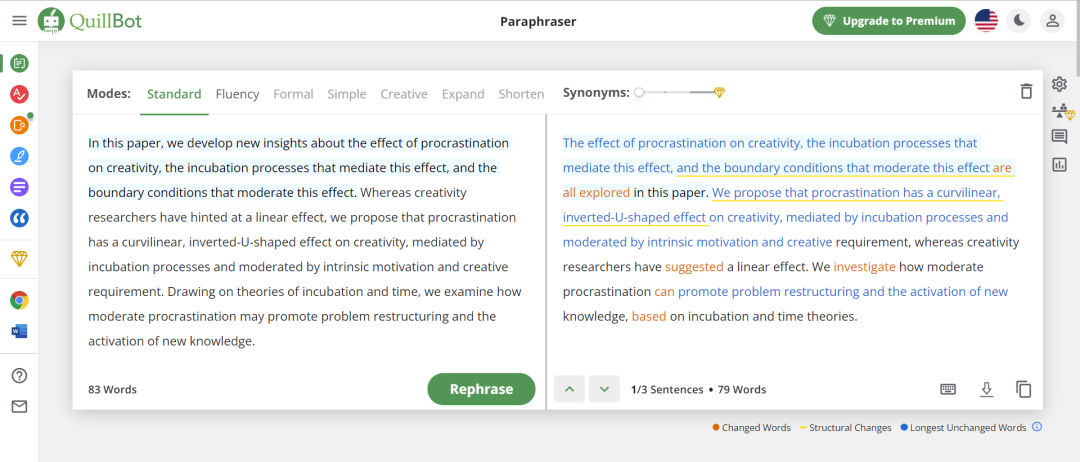 QuillBot
Paraphraser
Upgrade to Premium
Modes: Standard Fluency Formal Simple Creative Expand Shorten
Synonyms:
In this paper, we develop new insights about the effect of procrastination
on creativity, the incubation processes that mediate this effect, and the
boundary conditions that moderate this effect. Whereas creativity
researchers have hinted at a linear effect, we propose that procrastination
has a curvilinear, inverted-U-shaped effect on creativity, mediated by
incubation processes and moderated by intrinsic motivation and creative
requirement. Drawing on theories of incubation and time, we examine how
moderate procrastination may promote problem restructuring and the
activation of new knowledge.
83 Words
Rephrase
The effect of procrastination on creativity, the incubation processes that
mediate this effect, and the boundary conditions that moderate this effect are
all explored in this paper. We propose that procrastination has a curvilinear,
inverted-U-shaped effect on creativity, mediated by incubation processes and
moderated by intrinsic motivation and creative requirement, whereas creativity
researchers have suggested a linear effect. We investigate how moderate
procrastination can promote problem restructuring and the activation of new
knowledge, based on incubation and time theories.
1/3 Sentences • 79 Words
Changed Words
Structural Changes
Longest Unchanged Words